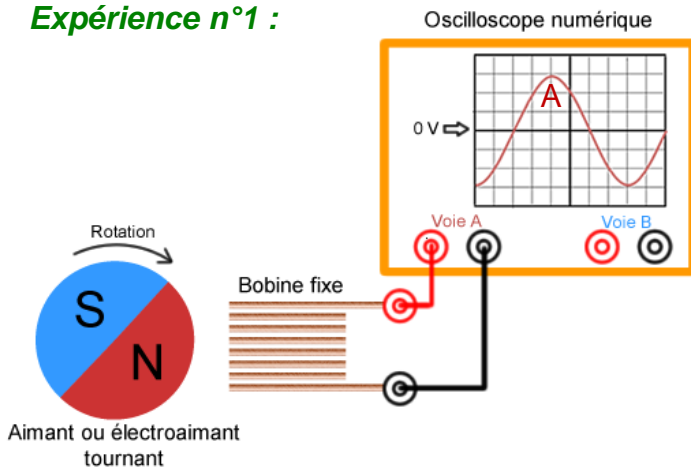 Expérience n°1 :
Oscilloscope numérique
A
0 V
Voie A
Voie B
Rotation
Bobine fixe
S
N
Aimant ou électroaimant
tournant